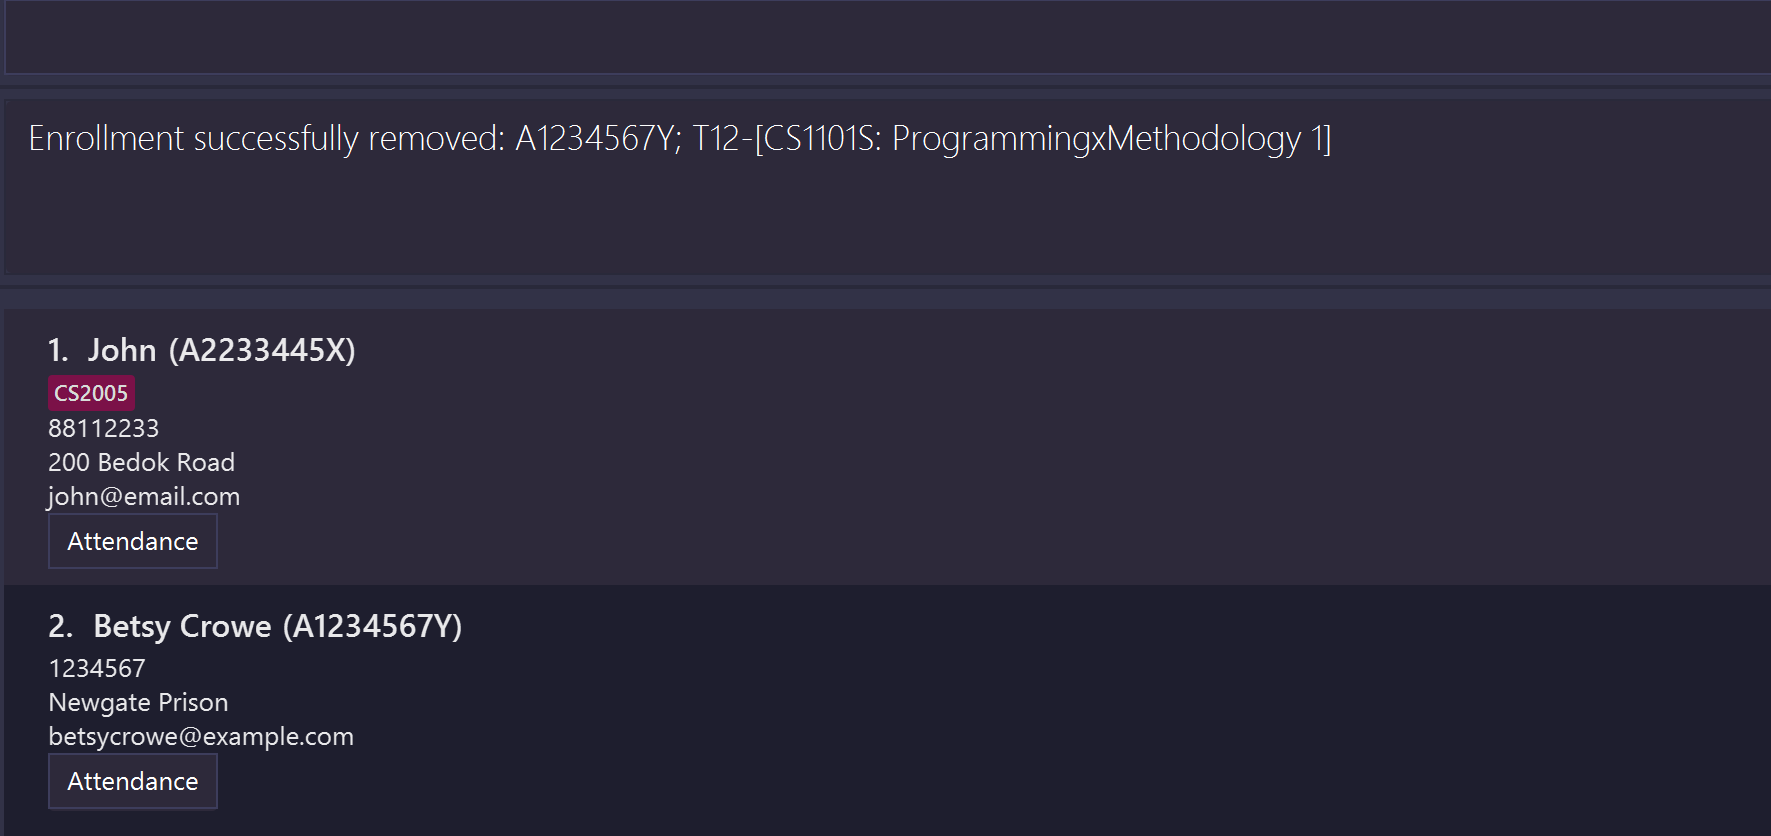 Enrollment successfully removed: A1234567Y; T12-[CS1101S: ProgrammingxMethodology 1]
1. John (A2233445X)
CS2005
88112233
200 Bedok Road
john@email.com
Attendance
2. Betsy Crowe (A1234567Y)
1234567
Newgate Prison
betsycrowe@example.com
Attendance